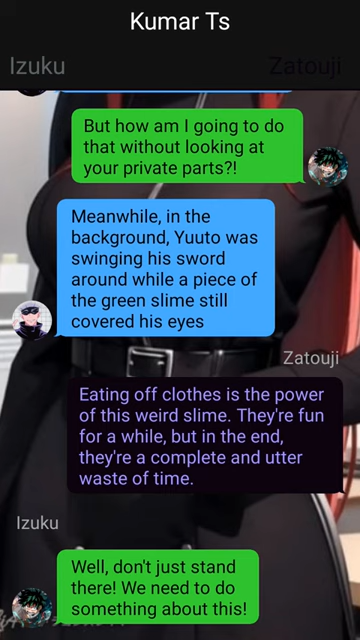 Kumar Ts
Izuku
Zatouji
But how am I going to do
that without looking at
your private parts?!
Meanwhile, in the
background, Yuuto was
swinging his sword
around while a piece of
the green slime still
covered his eyes
Zatouji
Eating off clothes is the power
of this weird slime. They're fun
for a while, but in the end,
they're a complete and utter
waste of time.
Izuku
Well, don't just stand
there! We need to do
something about this!